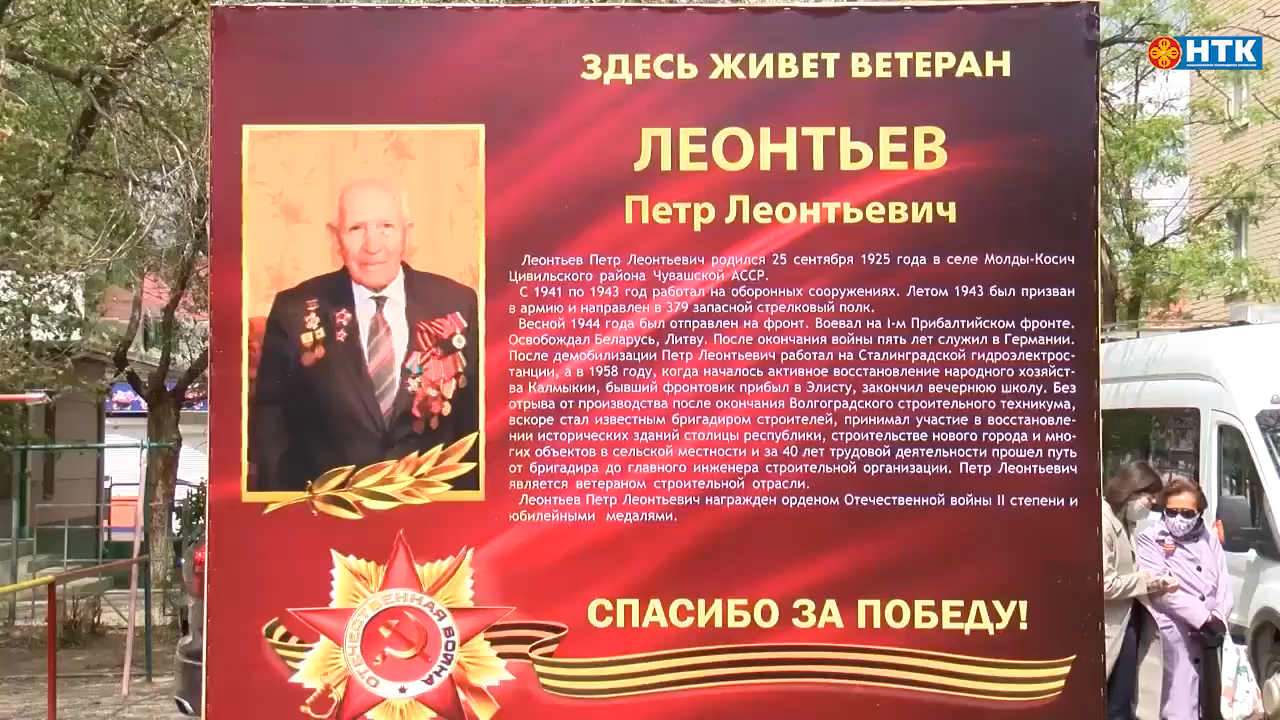 НТК
ЗДЕСЬ ЖИВЕТ ВЕТЕРАН
ЛЕОНТЬЕВ
Петр Леонтьевич
Леонтьев Петр Леонтьевич родился 25 сентября 1925 года в селе Молды-Косич
Цивильского района Чувашской АССР.
С 1941 по 1943 год работал на оборонных сооружениях. Летом 1943 был призван
в армию и направлен в 379 запасной стрелковый полк.
Весной 1944 года был отправлен на фронт. Воевал на I-м Прибалтийском фронте.
Освобождал Беларусь, Литву. После окончания войны пять лет служил в Германии.
После демобилизации Петр Леонтьевич работал на Сталинградской гидроэлектрос-
танции, а в 1958 году, когда началось активное восстановление народного хозяйст-
ва Калмыкии, бывший фронтовик прибыл в Элисту, закончил вечернюю школу. Без
отрыва от производства после окончания Волгоградского строительного техникума,
вскоре стал известным бригадиром строителей, принимал участие в восстановле-
нии исторических зданий столицы республики, строительстве нового города и мно-
гих объектов в сельской местности и за 40 лет трудовой деятельности прошел путь
от бригадира до главного инженера строительной организации. Петр Леонтьевич
является ветераном строительной отрасли.
Леонтьев Петр Леонтьевич награжден орденом Отечественной войны II степени и
юбилейными медалями.
ОТЕЧЕСТВЕННАЯ ВОЙНА
СПАСИБО ЗА ПОБЕДУ!